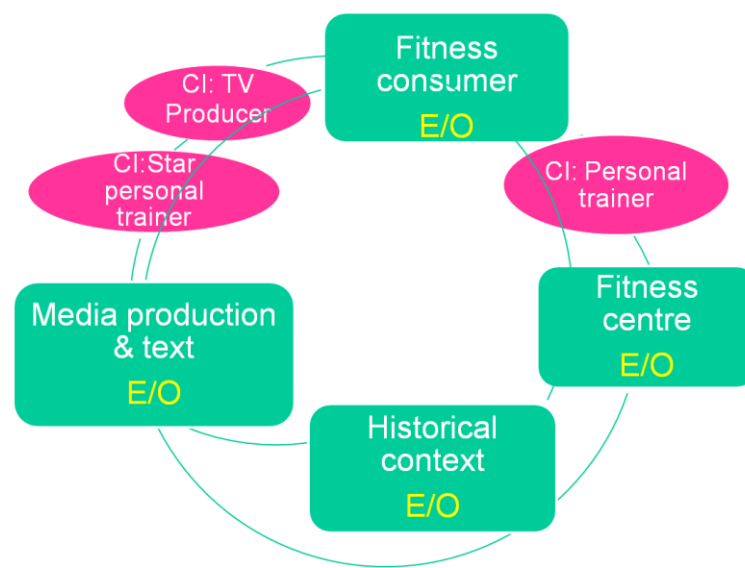 Fitness
consumer
E/O
CI: TV
Producer
CI:Star
personal
trainer
CI: Personal
trainer
Media production
& text
E/O
Fitness
centre
E/O
Historical
context
E/O